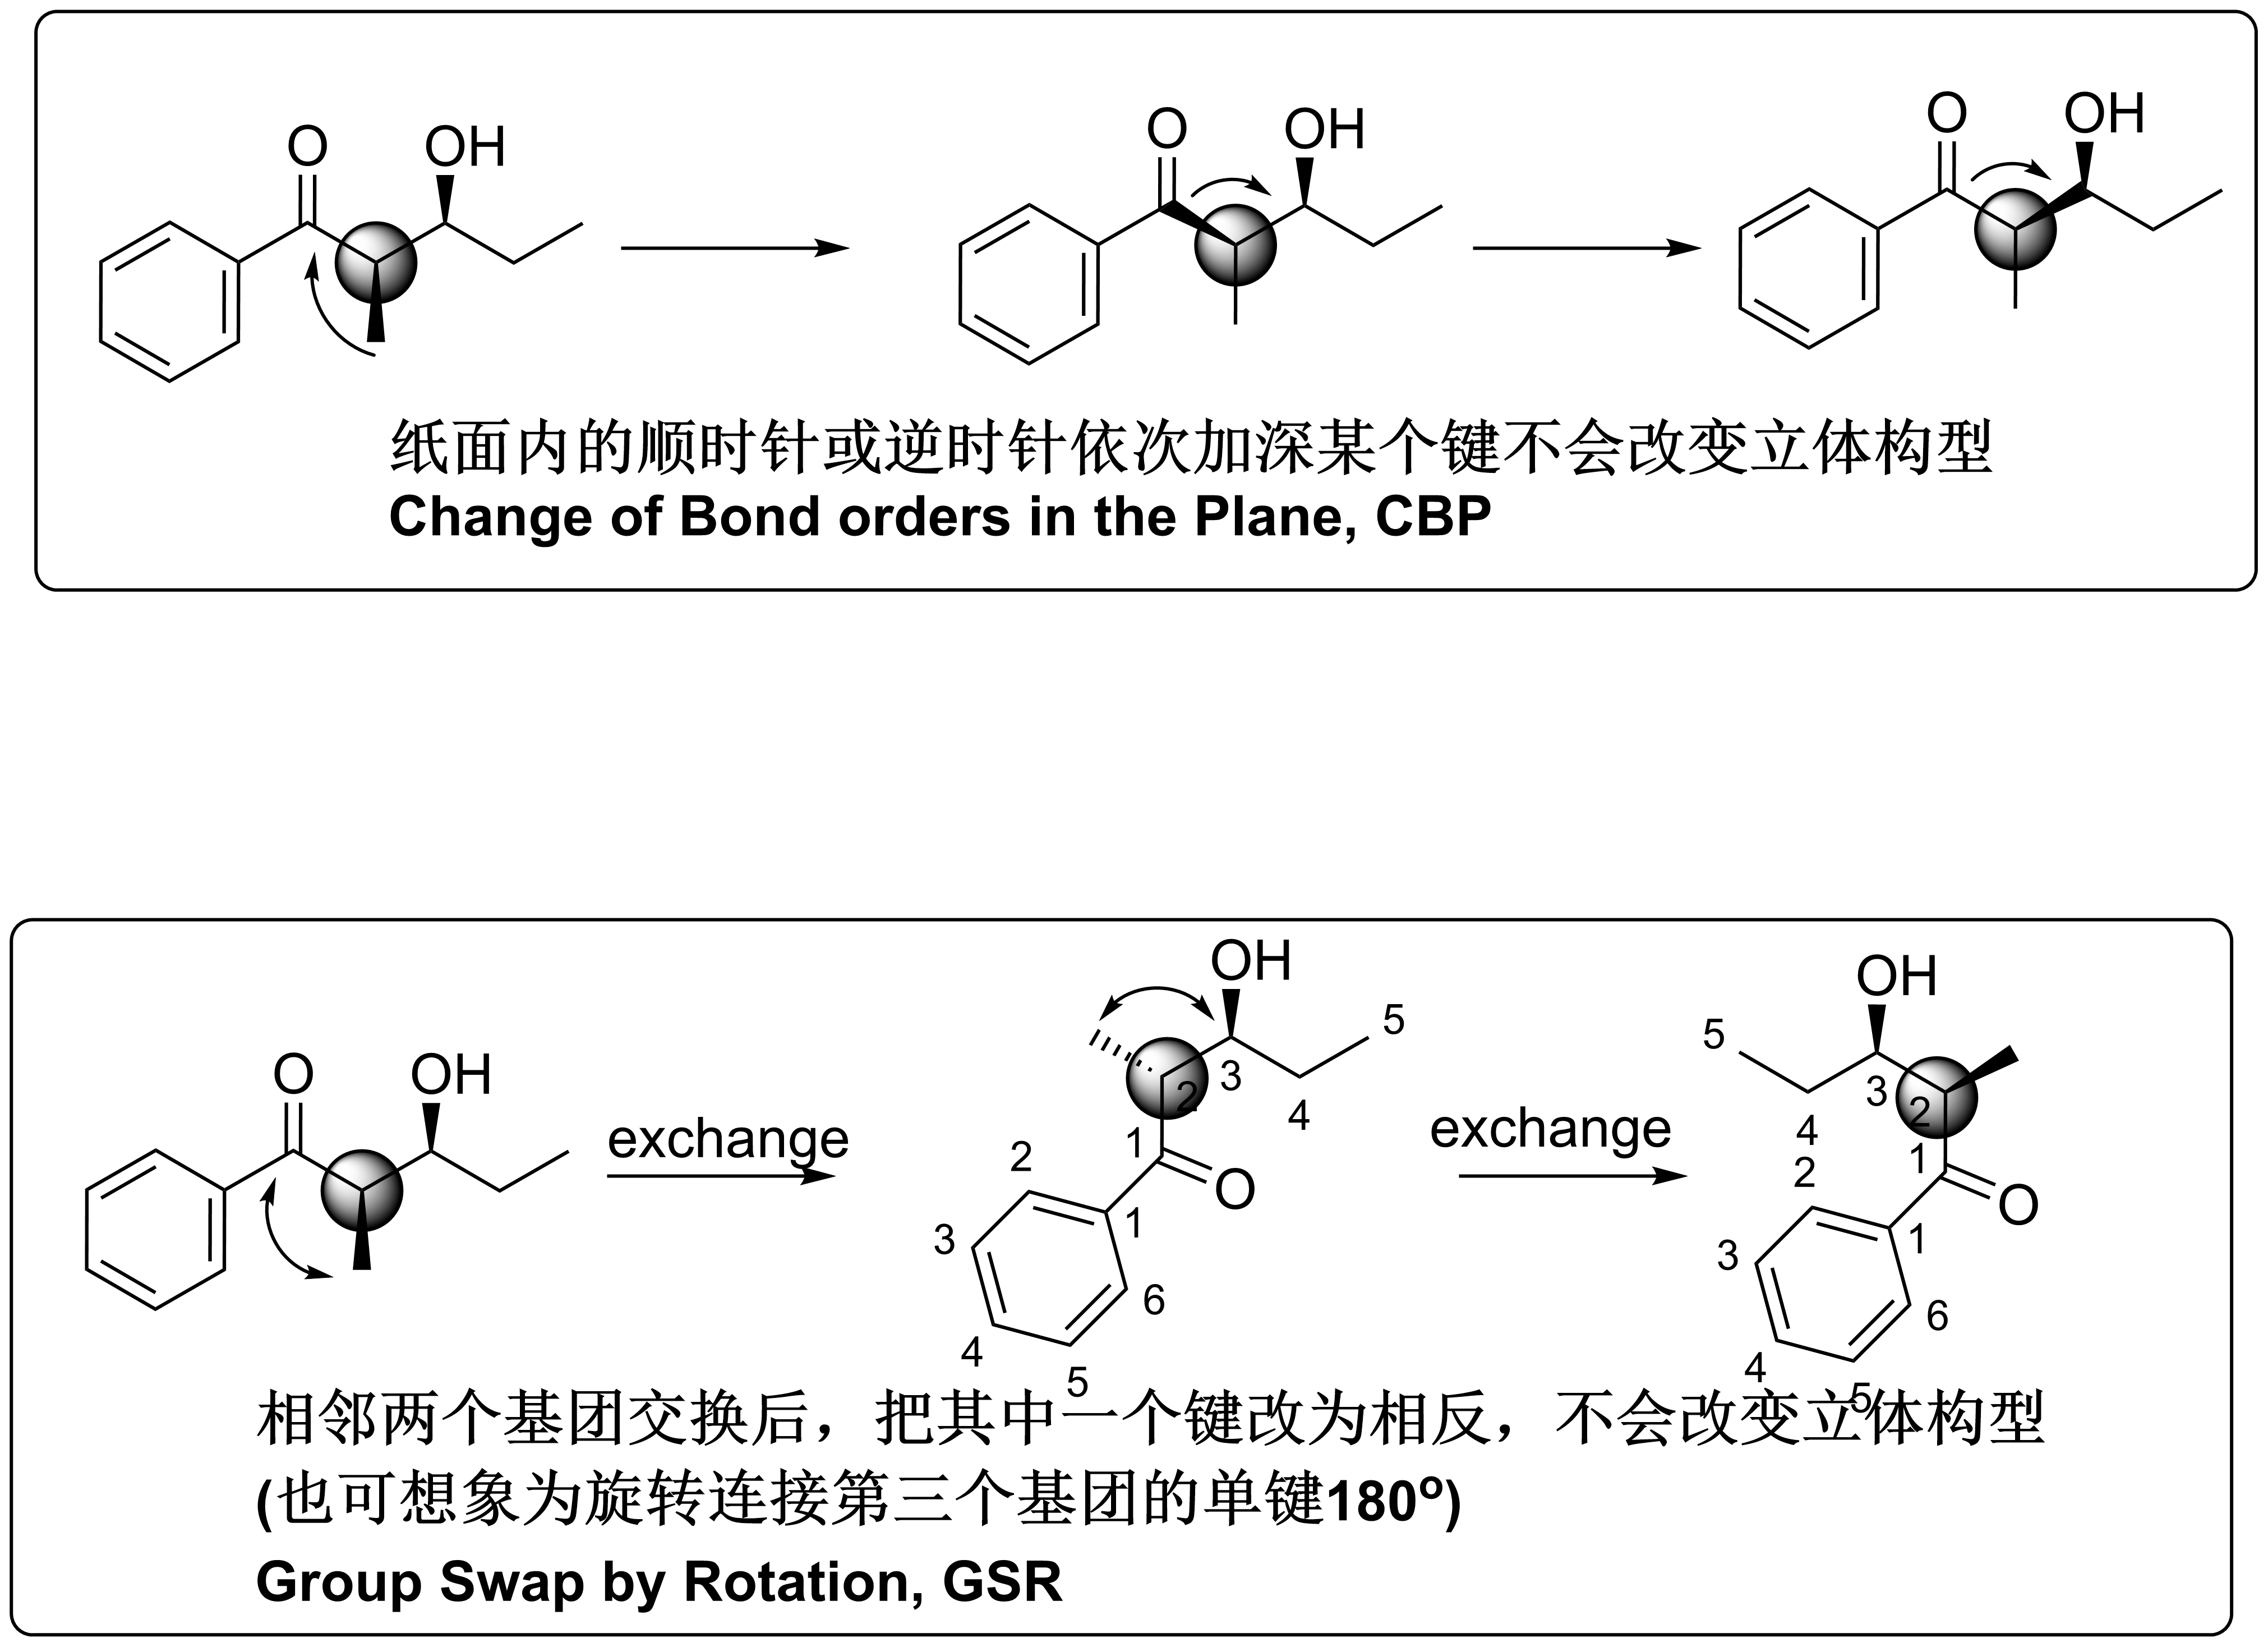 O OH O OH O OH
纸面内的顺时针或逆时针依次加深某个键不会改变立体构型
Change of Bond orders in the Plane, CBP
O OH
exchange
OH
5
3
2
4
1
2
O
1
3
6
4
5
exchange
OH
5
3
2
4
1
2
O
1
3
6
4
5
相邻两个基团交换后，把其中一个键改为相反，不会改变立体构型
(也可想象为旋转连接第三个基团的单键180º)
Group Swap by Rotation, GSR